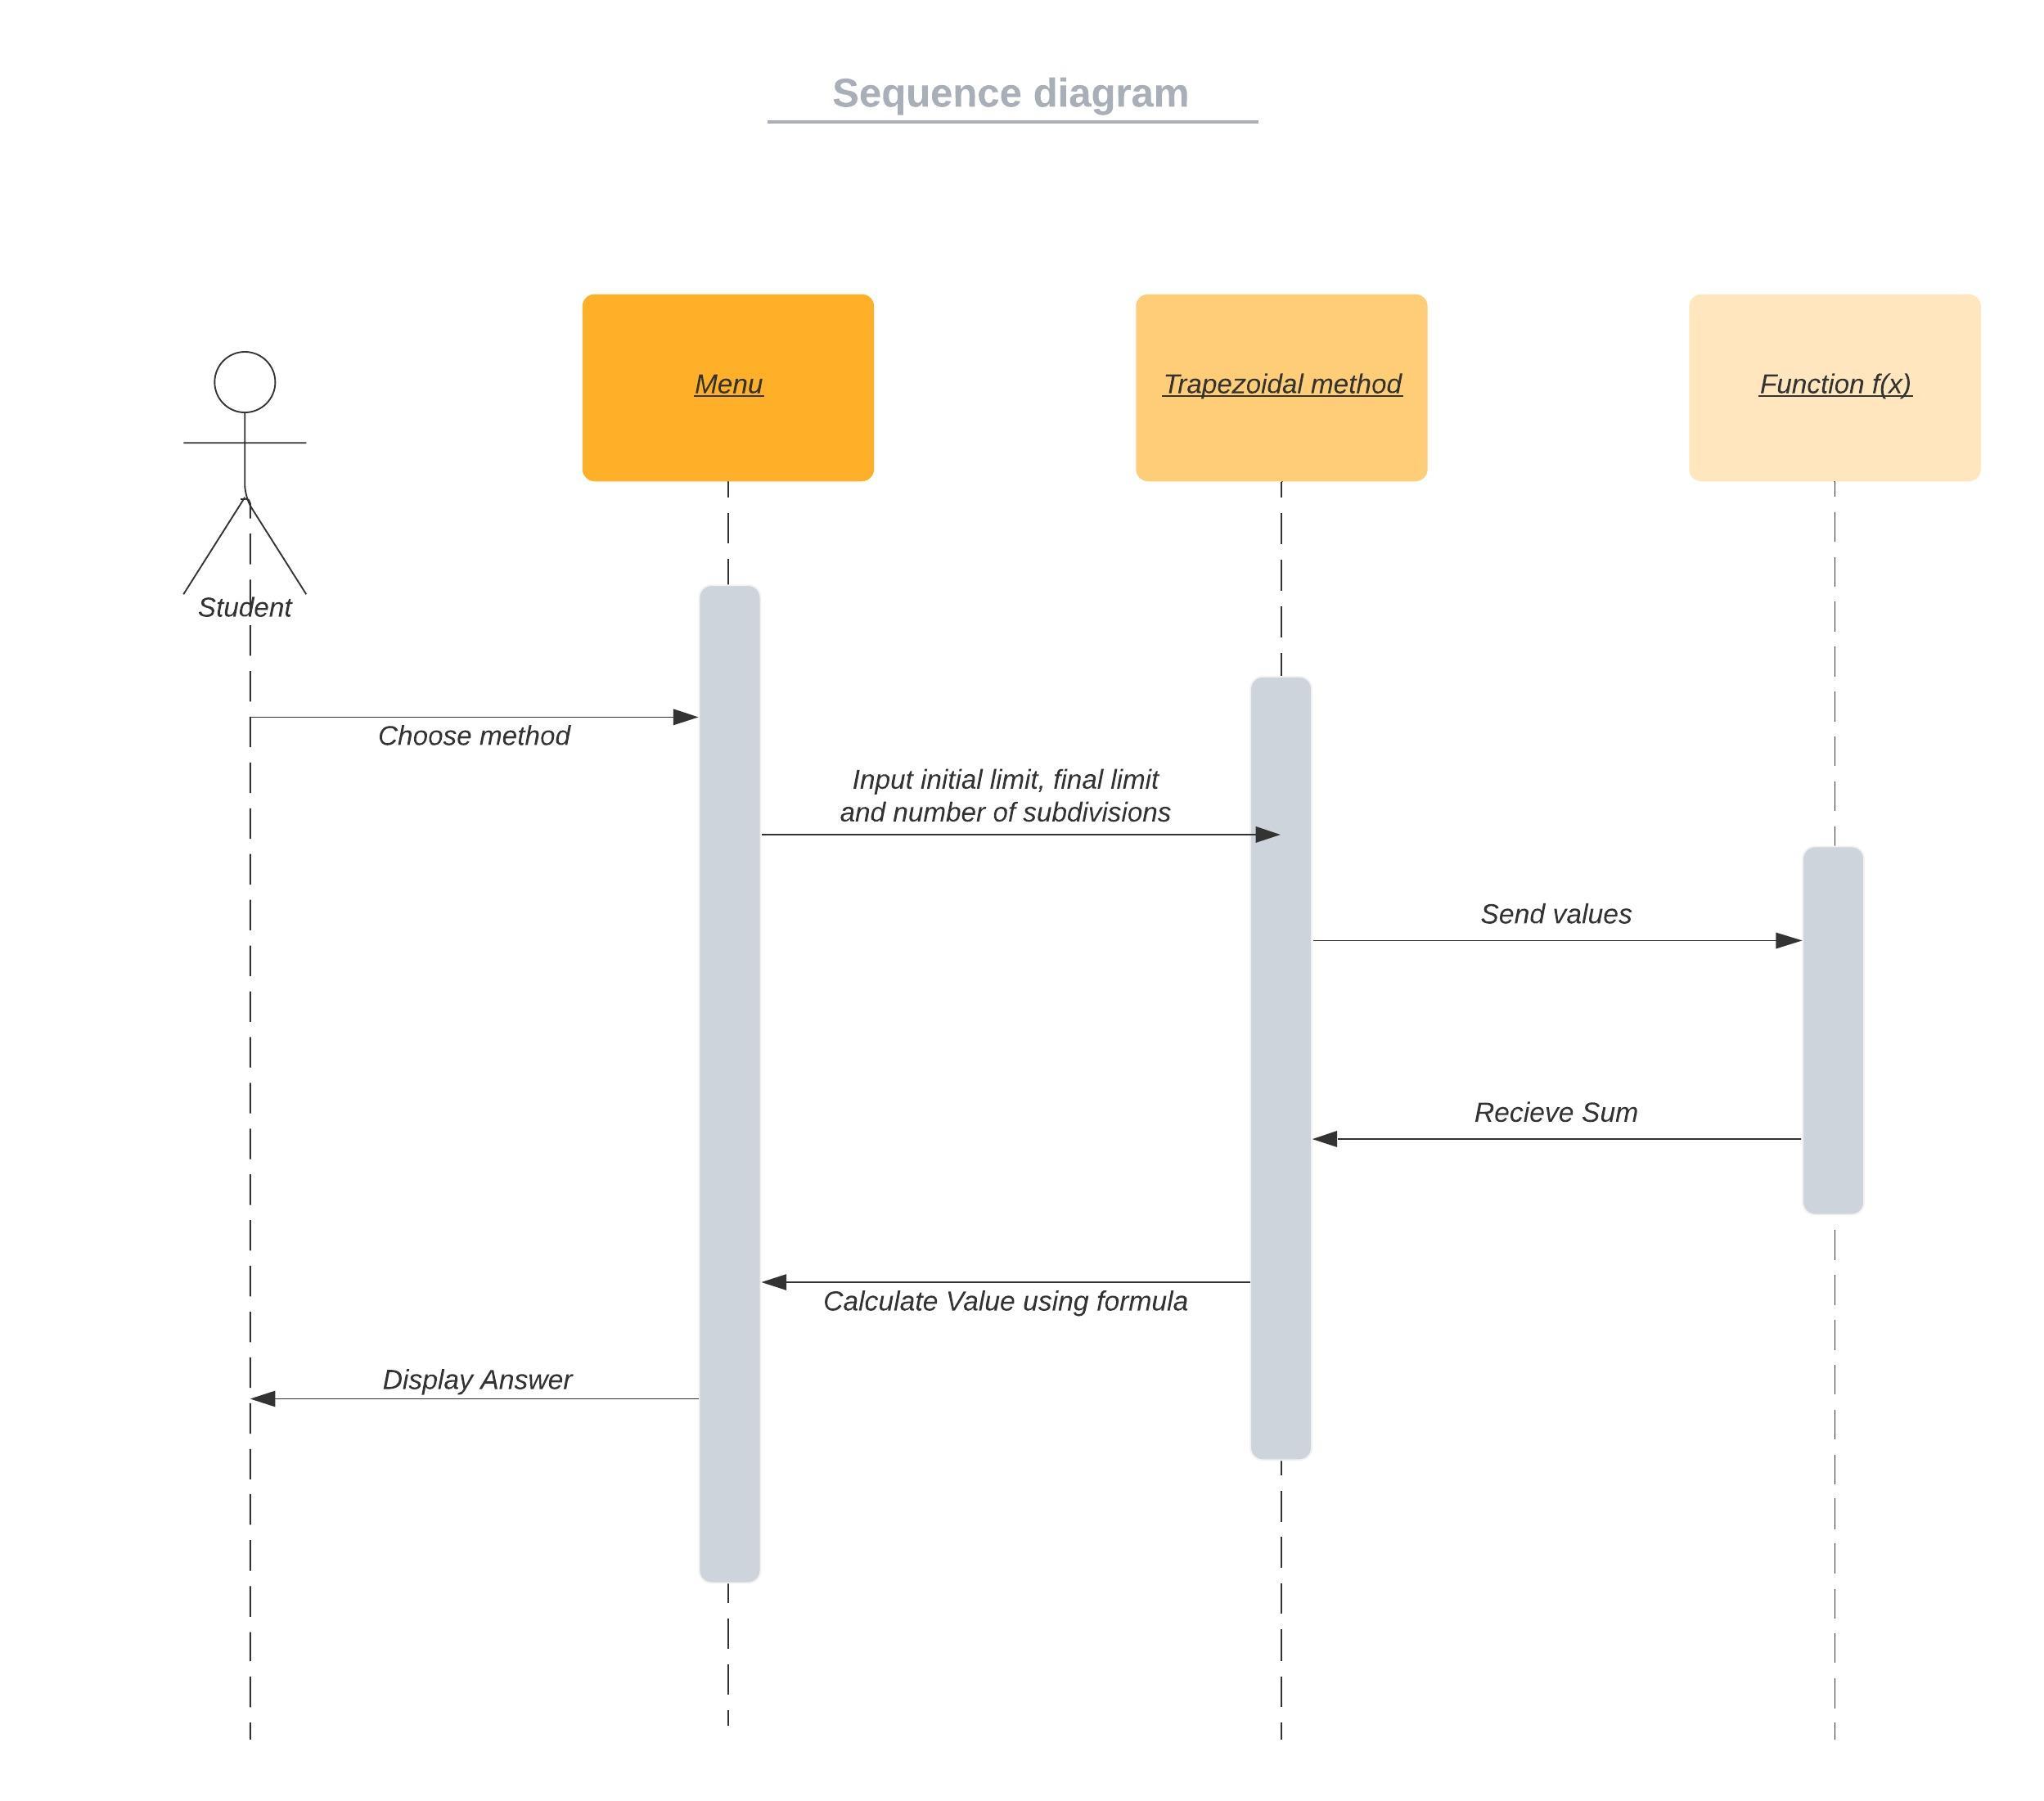 Sequence diagram
Menu
Trapezoidal method
Function f(x)
Student
Choose method
Input initial limit, final limit
and number of subdivisions
Send values
Recieve Sum
Calculate Value using formula
Display Answer